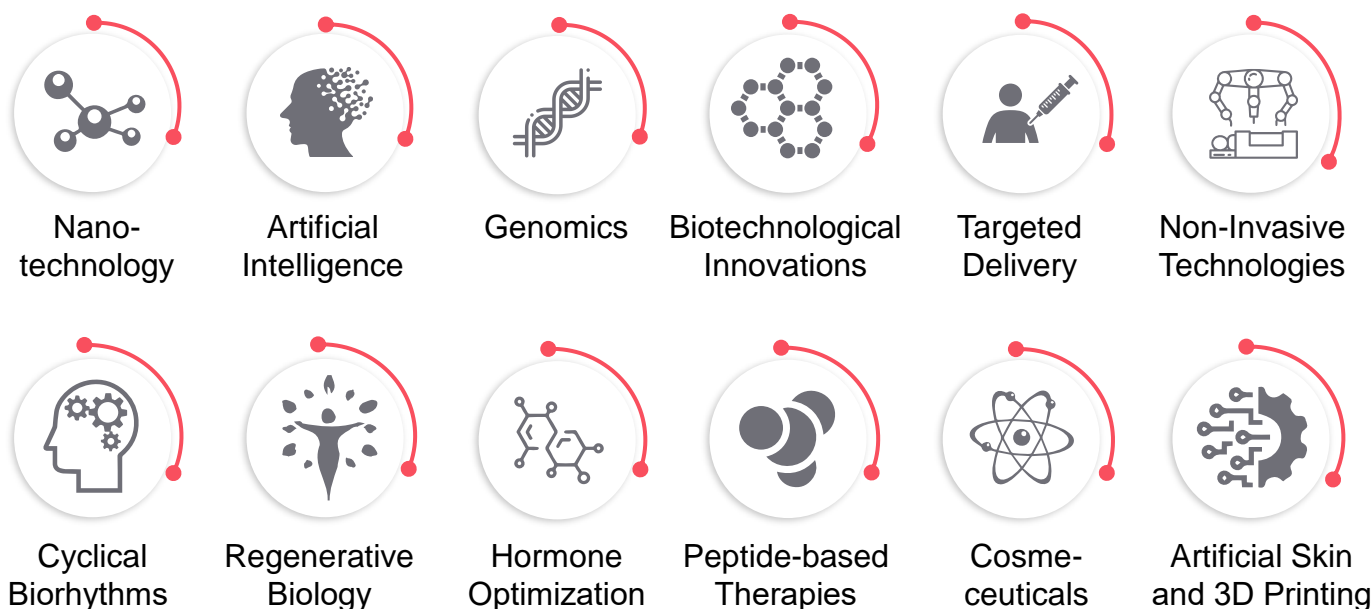 Nano-
technology
Artificial
Intelligence
Genomics
Biotechnological
Innovations
Targeted
Delivery
Non-Invasive
Technologies
Cyclical
Biorhythms
Regenerative
Biology
Hormone
Optimization
Peptide-based
Therapies
Cosme-
ceuticals
Artificial Skin
and 3D Printing